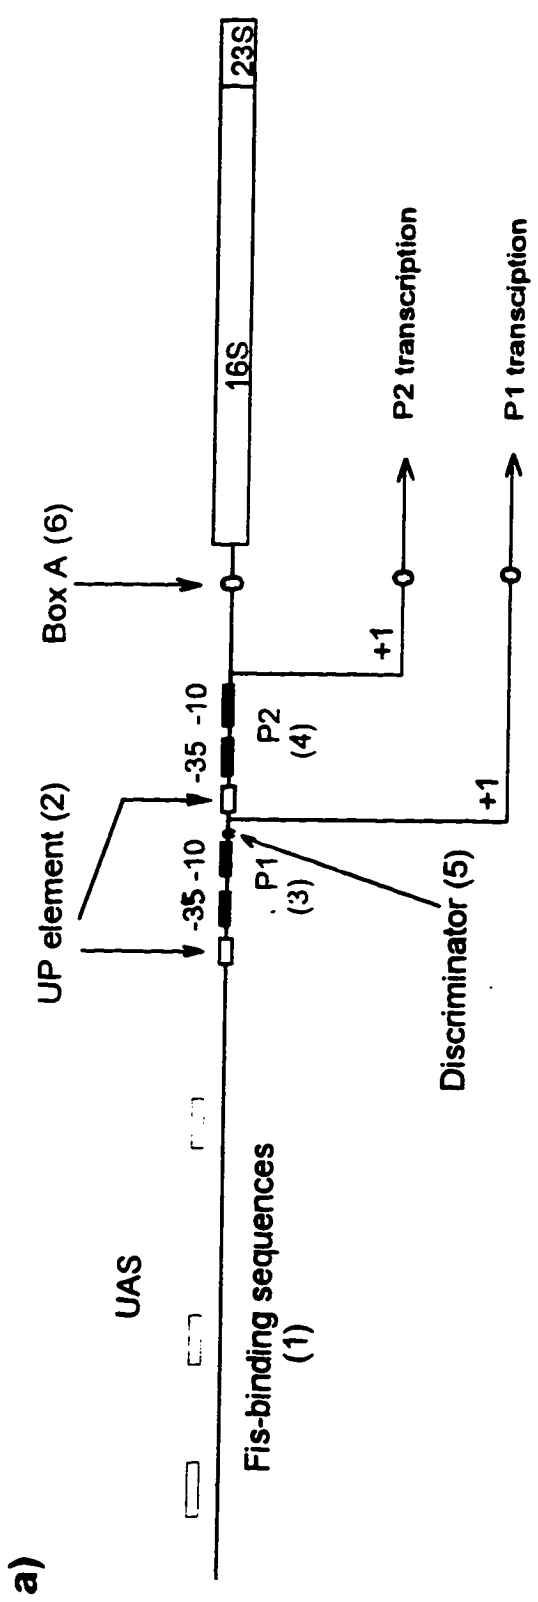 a)
UAS
UP element (2)
Box A (6)
-35 -10
-35 -10
16S
23S
Fis-binding sequences
(1)
P1
(3)
P2
(4)
Discriminator (5)
+1
P2 transcription
+1
P1 transciption